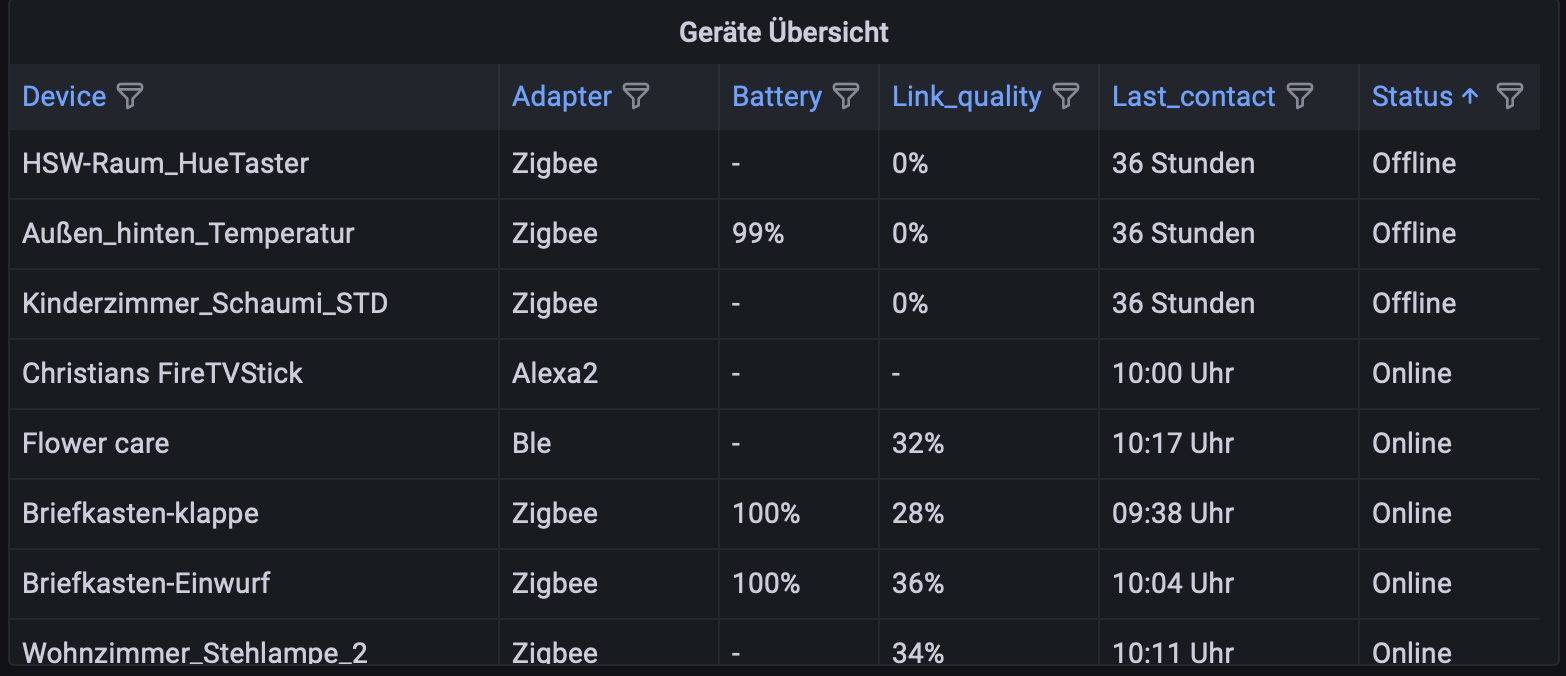 Geräte Übersicht
Device Adapter Battery Link_quality Last_contact Status ↑
HSW-Raum_HueTaster Zigbee - 0% 36 Stunden Offline
Außen_hinten_Temperatur Zigbee 99% 0% 36 Stunden Offline
Kinderzimmer_Schaumi_STD Zigbee - 0% 36 Stunden Offline
Christians FireTVStick Alexa2 - - 10:00 Uhr Online
Flower care Ble - 32% 10:17 Uhr Online
Briefkasten-klappe Zigbee 100% 28% 09:38 Uhr Online
Briefkasten-Einwurf Zigbee 100% 36% 10:04 Uhr Online
Wohnzimmer_Stehlampe_2 Zigbee - 34% 10:11 Uhr Online